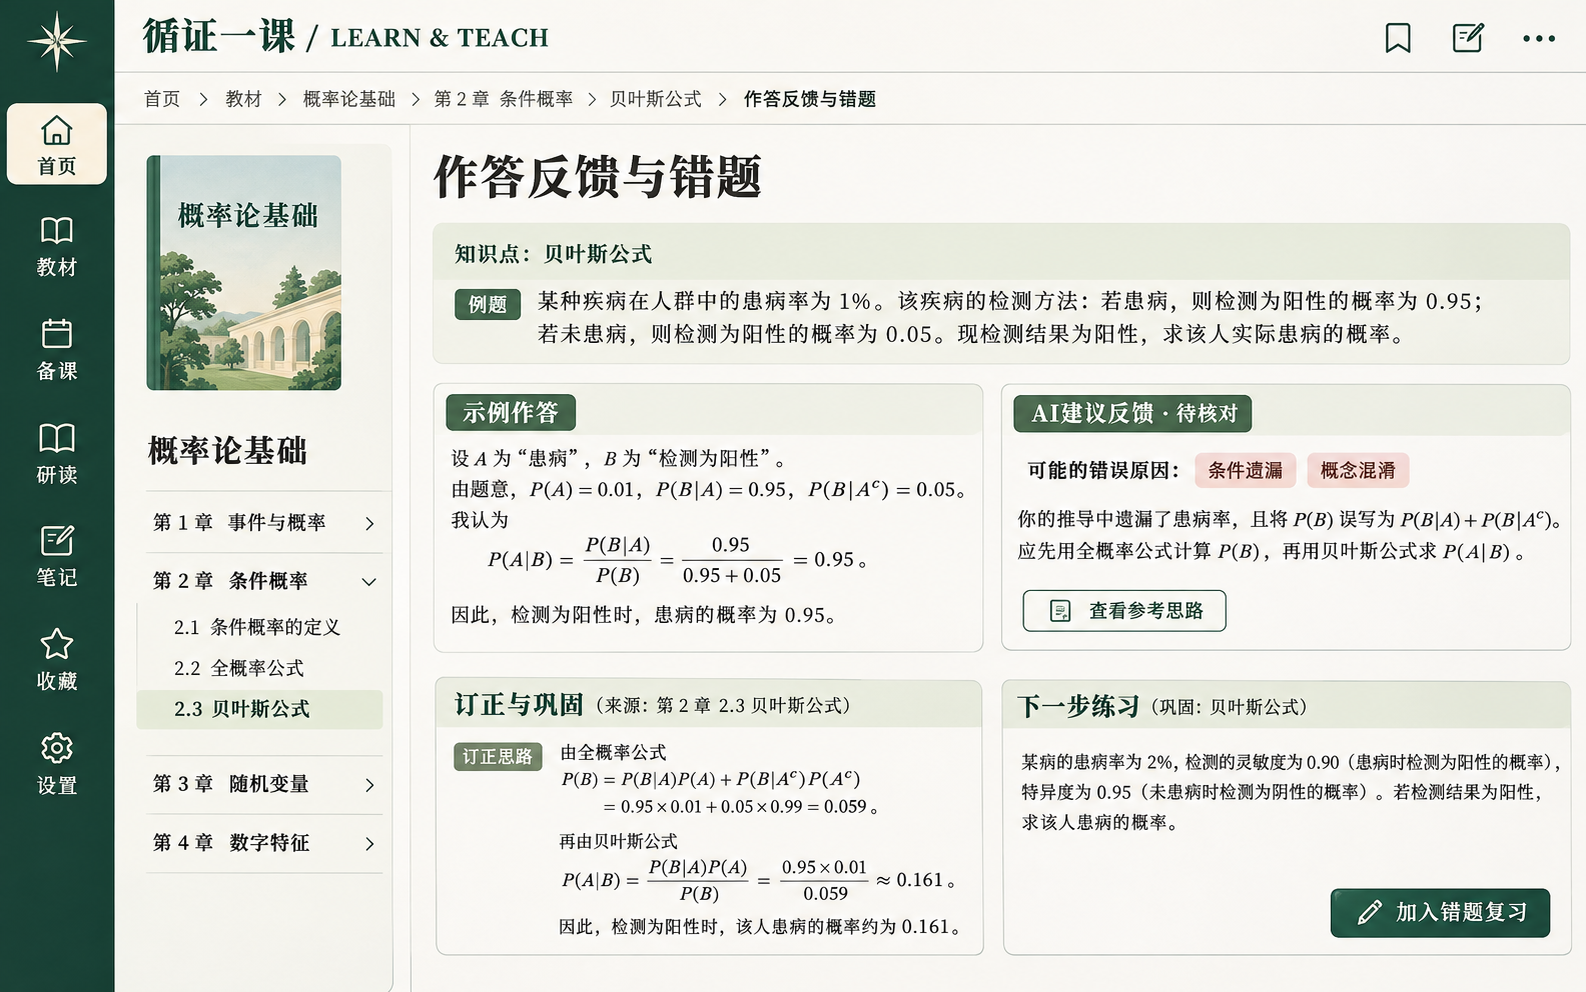 循证一课 / LEARN & TEACH
首页 > 教材 > 概率论基础 > 第 2 章 条件概率 > 贝叶斯公式 > 作答反馈与错题
首页
教材
备课
研读
笔记
收藏
设置
概率论基础
概率论基础
第 1 章 事件与概率
第 2 章 条件概率
2.1 条件概率的定义
2.2 全概率公式
2.3 贝叶斯公式
第 3 章 随机变量
第 4 章 数字特征
作答反馈与错题
知识点：贝叶斯公式
例题 某种疾病在人群中的患病率为 1%。该疾病的检测方法：若患病，则检测为阳性的概率为 0.95；
若未患病，则检测为阳性的概率为 0.05。现检测结果为阳性，求该人实际患病的概率。
示例作答
设 A 为 “患病”，B 为 “检测为阳性”。
由题意，P(A) = 0.01，P(B|A) = 0.95，P(B|Aᶜ) = 0.05。
我认为
P(A|B) = P(B|A) / P(B) = 0.95 / (0.95 + 0.05) = 0.95。
因此，检测为阳性时，患病的概率为 0.95。
AI建议反馈 · 待核对
可能的错误原因： 条件遗漏 概念混淆
你的推导中遗漏了患病率，且将 P(B) 误写为 P(B|A) + P(B|Aᶜ)。
应先用全概率公式计算 P(B)，再用贝叶斯公式求 P(A|B)。
查看参考思路
订正与巩固（来源：第 2 章 2.3 贝叶斯公式）
订正思路 由全概率公式
P(B) = P(B|A)P(A) + P(B|Aᶜ)P(Aᶜ)
= 0.95 × 0.01 + 0.05 × 0.99 = 0.059。
再由贝叶斯公式
P(A|B) = P(B|A)P(A) / P(B) = 0.95 × 0.01 / 0.059 ≈ 0.161。
因此，检测为阳性时，该人患病的概率约为 0.161。
下一步练习（巩固：贝叶斯公式）
某病的患病率为 2%, 检测的灵敏度为 0.90（患病时检测为阳性的概率），
特异度为 0.95（未患病时检测为阴性的概率）。若检测结果为阳性，
求该人患病的概率。
加入错题复习